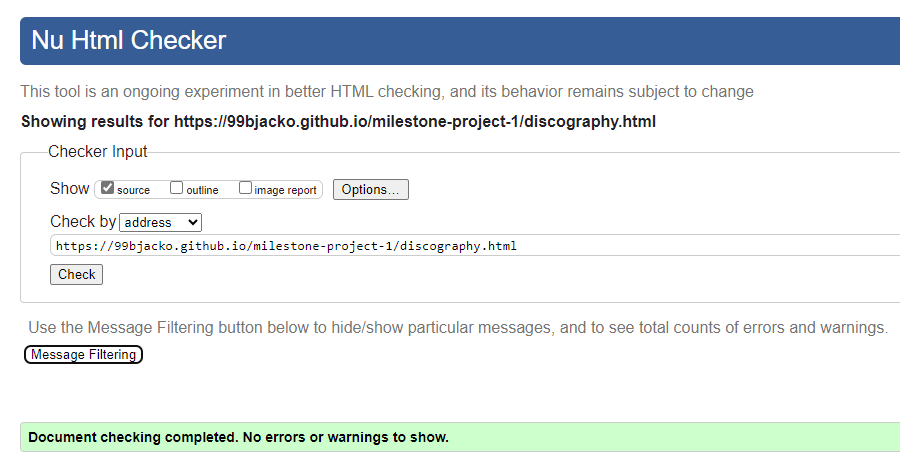 Nu Html Checker
This tool is an ongoing experiment in better HTML checking, and its behavior remains subject to change
Showing results for https://99bjacko.github.io/milestone-project-1/discography.html
Checker Input
Show source outline image report Options...
Check by address
https://99bjacko.github.io/milestone-project-1/discography.html
Check
Use the Message Filtering button below to hide/show particular messages, and to see total counts of errors and warnings.
Message Filtering
Document checking completed. No errors or warnings to show.